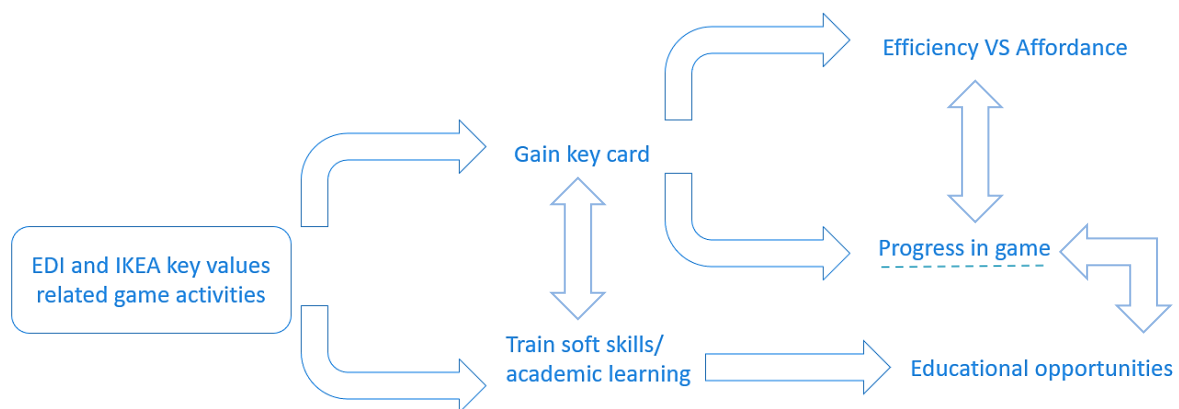 Efficiency VS Affordance
Gain key card
EDI and IKEA key values
related game activities
Progress in game
Train soft skills/
academic learning
Educational opportunities